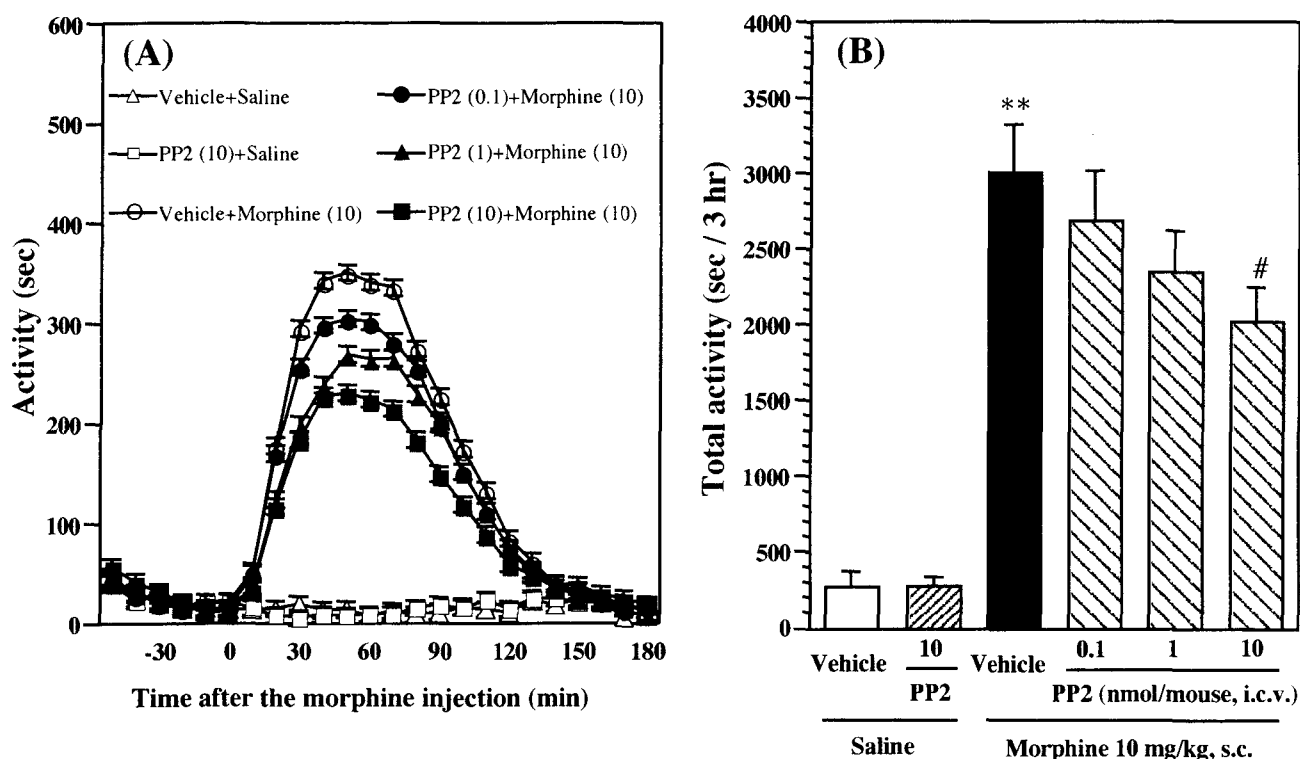 (A)
Vehicle+Saline
PP2 (10)+Saline
Vehicle+Morphine (10)
PP2 (0.1)+Morphine (10)
PP2 (1)+Morphine (10)
PP2 (10)+Morphine (10)
Activity (sec)
600
500
400
300
200
100
0
-30 0 30 60 90 120 150 180
Time after the morphine injection (min)
(B)
Total activity (sec / 3 hr)
4000
3500
3000
2500
2000
1500
1000
500
0
**
#
Vehicle 10 Vehicle 0.1 1 10
PP2 PP2 (nmol/mouse, i.c.v.)
Saline Morphine 10 mg/kg, s.c.